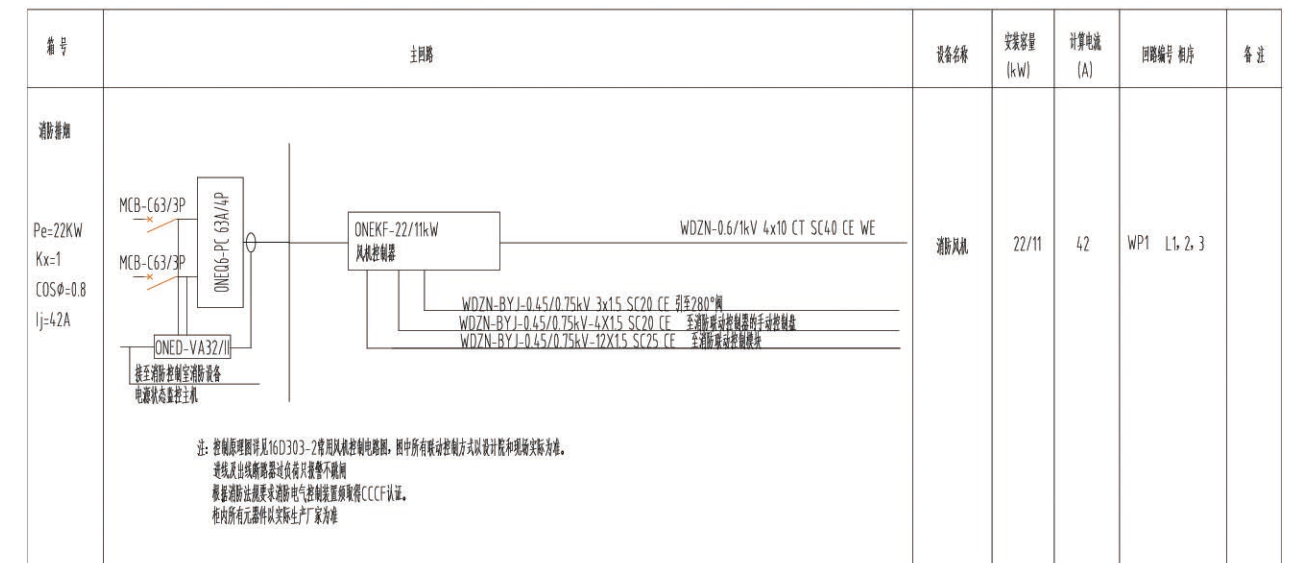 箱 号
主回路
设备名称
安装容量
(kW)
计算电流
(A)
回路编号 相序
备 注
消防排烟
Pe=22KW
Kx=1
COSΦ=0.8
Ij=42A
MCB-C63/3P
MCB-C63/3P
ONEQ6-PC 63A/4P
ONED-VA32/II
接至消防控制室消防设备
电源状态监控主机
ONEKF-22/11kW
风机控制器
WDZN-0.6/1kV 4x10 CT SC40 CE WE
WDZN-BYJ-0.45/0.75kV 3x1.5 SC20 CE 引至280°阀
WDZN-BYJ-0.45/0.75kV-4X1.5 SC20 CE 至消防联动控制器的手动控制盘
WDZN-BYJ-0.45/0.75kV-12X1.5 SC25 CE 至消防联动控制模块
消防风机
22/11
42
WP1 L1,2,3
注: 控制原理图详见16D303-2常用风机控制电路图，图中所有联动控制方式以设计院和现场实际为准。
进线及出线断路器过负荷只报警不跳闸
根据消防法规要求消防电气控制装置须取得CCCF认证。
柜内所有元器件以实际生产厂家为准